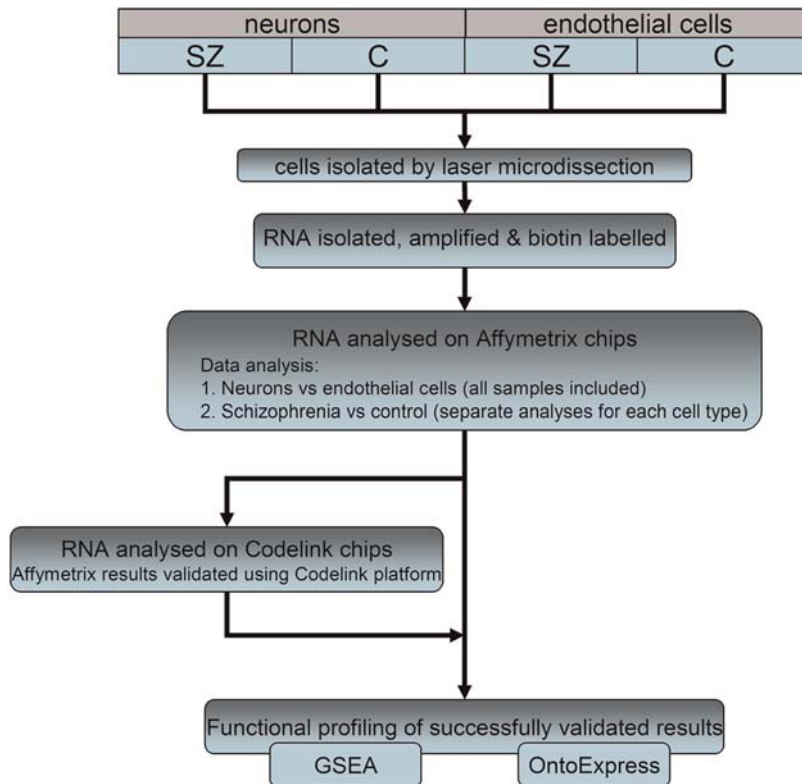 neurons endothelial cells
SZ C SZ C
cells isolated by laser microdissection
RNA isolated, amplified & biotin labelled
RNA analysed on Affymetrix chips
Data analysis:
1. Neurons vs endothelial cells (all samples included)
2. Schizophrenia vs control (separate analyses for each cell type)
RNA analysed on Codelink chips
Affymetrix results validated using Codelink platform
Functional profiling of successfully validated results
GSEA OntoExpress